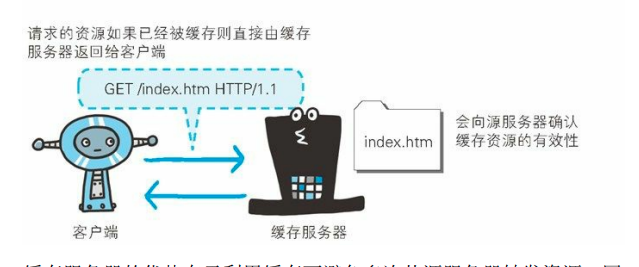 请求的资源如果已经被缓存则直接由缓存
服务器返回给客户端
GET /index.htm HTTP/1.1
index.htm
会向源服务器确认
缓存资源的有效性
客户端
缓存服务器